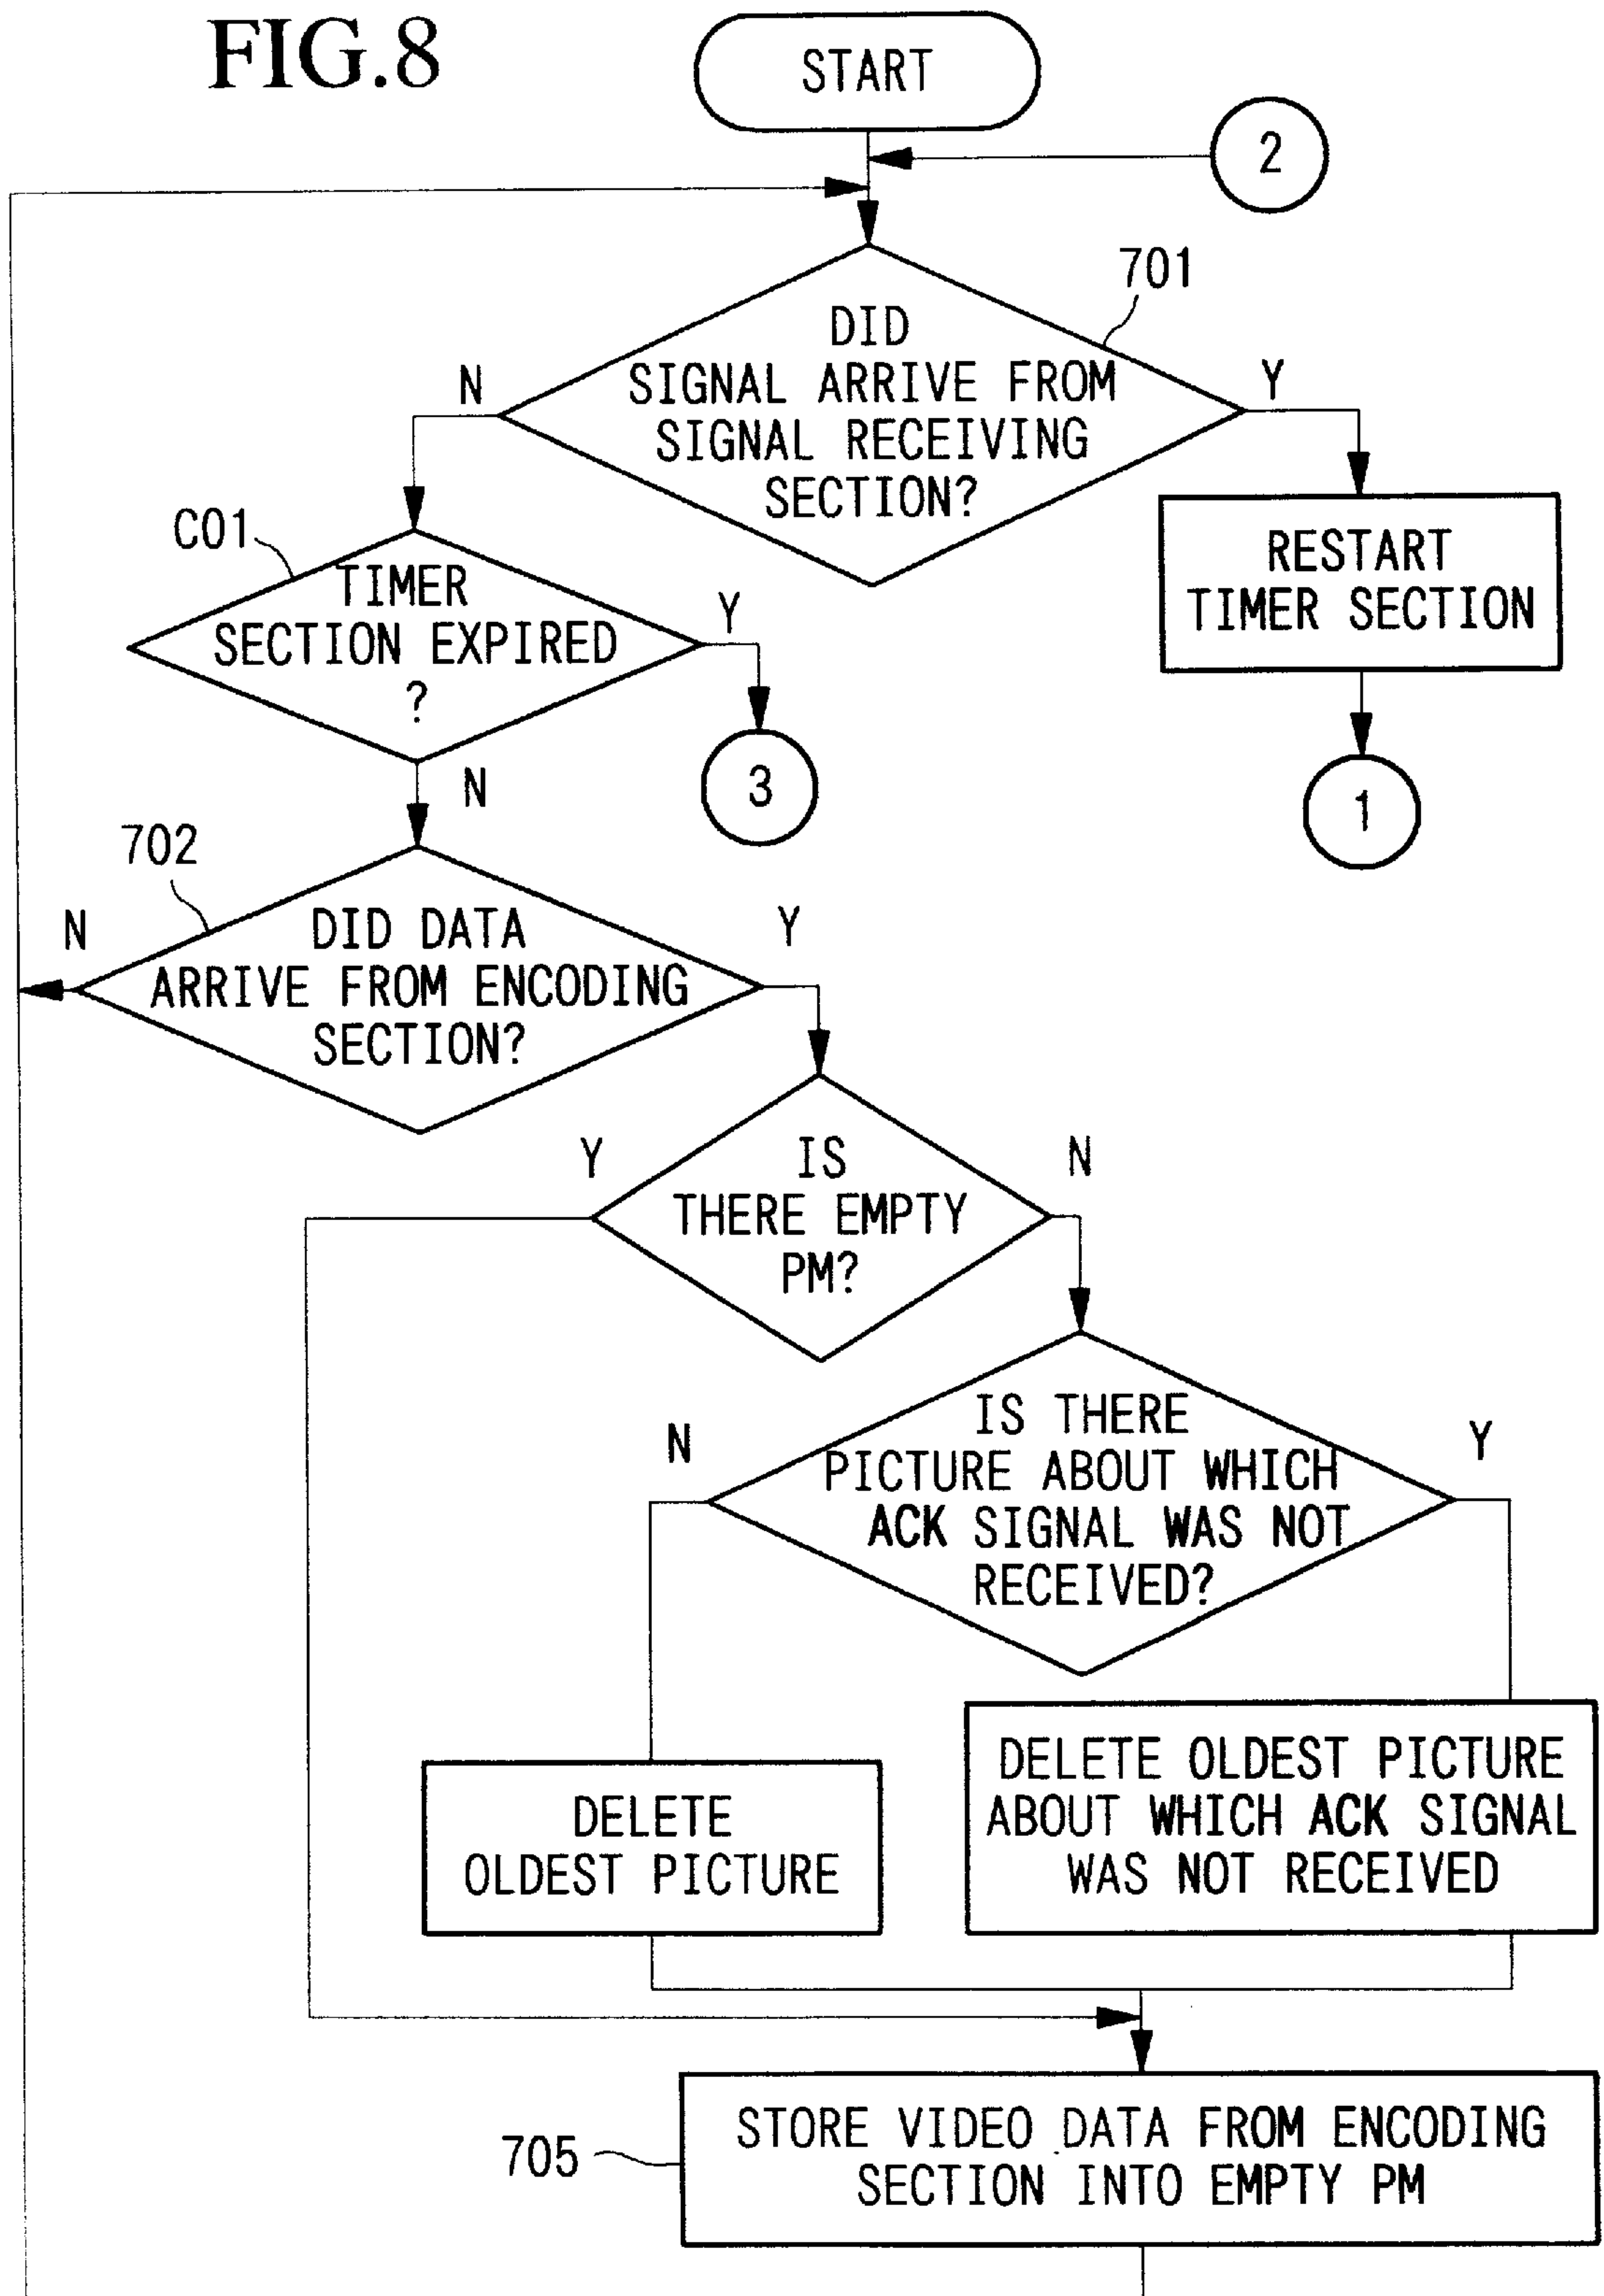 FIG.8
START
2
701
DID
SIGNAL ARRIVE FROM
SIGNAL RECEIVING
SECTION?
N
Y
C01
TIMER
SECTION EXPIRED
?
Y
N
RESTART
TIMER SECTION
3
1
702
DID DATA
ARRIVE FROM ENCODING
SECTION?
N
Y
IS
THERE EMPTY
PM?
Y
N
IS THERE
PICTURE ABOUT WHICH
ACK SIGNAL WAS NOT
RECEIVED?
N
Y
DELETE
OLDEST PICTURE
DELETE OLDEST PICTURE
ABOUT WHICH ACK SIGNAL
WAS NOT RECEIVED
705
STORE VIDEO DATA FROM ENCODING
SECTION INTO EMPTY PM